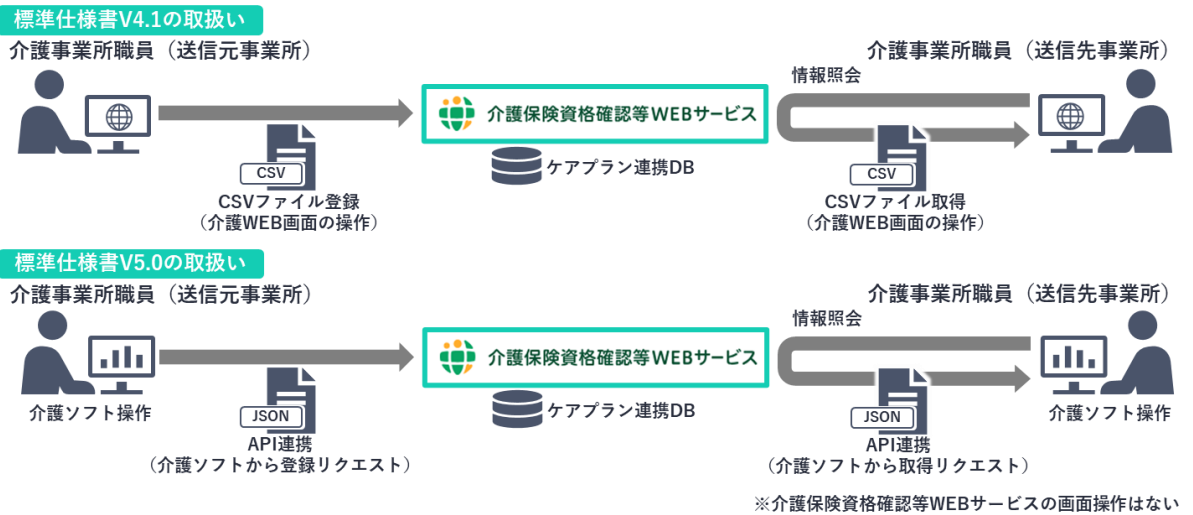 標準仕様書V4.1の取扱い
介護事業所職員（送信元事業所）
介護事業所職員（送信先事業所）
情報照会
介護保険資格確認等WEBサービス
ケアプラン連携DB
CSV
CSVファイル登録
（介護WEB画面の操作）
CSV
CSVファイル取得
（介護WEB画面の操作）
標準仕様書V5.0の取扱い
介護事業所職員（送信元事業所）
介護事業所職員（送信先事業所）
情報照会
介護保険資格確認等WEBサービス
介護ソフト操作
ケアプラン連携DB
介護ソフト操作
JSON
API連携
（介護ソフトから登録リクエスト）
JSON
API連携
（介護ソフトから取得リクエスト）
※介護保険資格確認等WEBサービスの画面操作はない